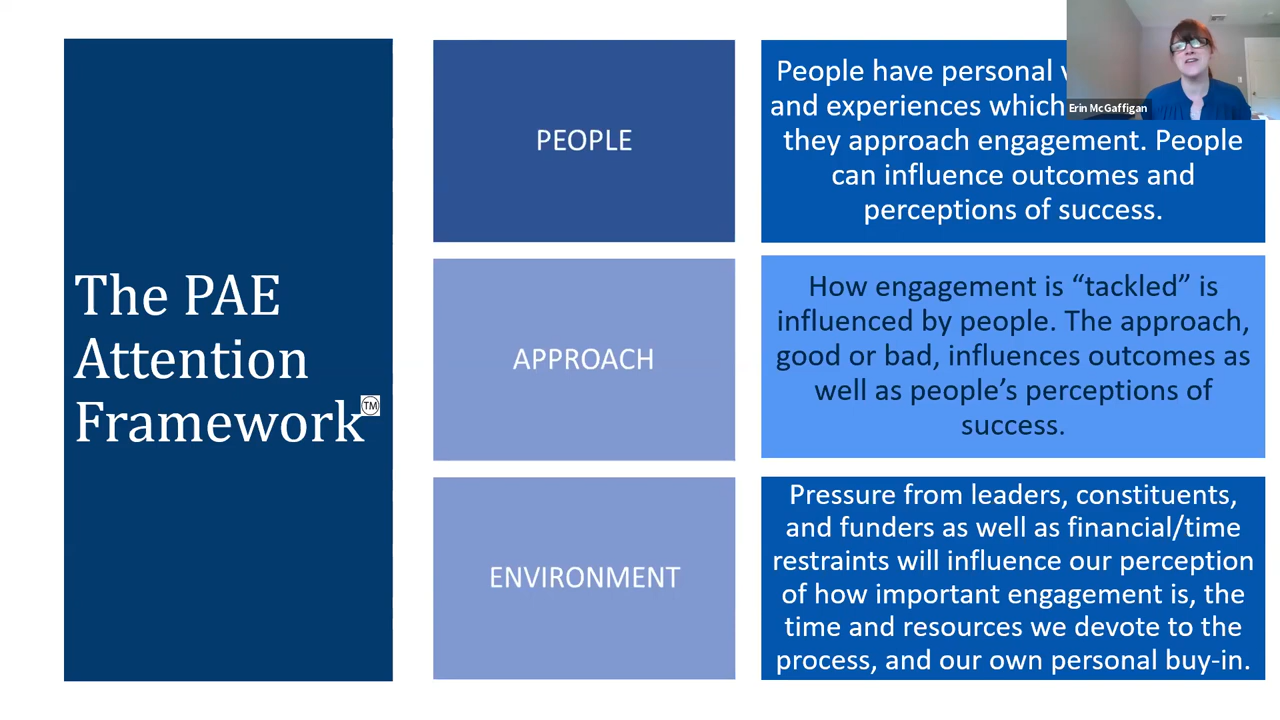 The PAE
Attention
Framework
TM
PEOPLE
People have personal
and experiences which
they approach engagement. People
can influence outcomes and
perceptions of success.
Erin McGaffigan
APPROACH
How engagement is “tackled” is
influenced by people. The approach,
good or bad, influences outcomes as
well as people’s perceptions of
success.
ENVIRONMENT
Pressure from leaders, constituents,
and funders as well as financial/time
restraints will influence our perception
of how important engagement is, the
time and resources we devote to the
process, and our own personal buy-in.